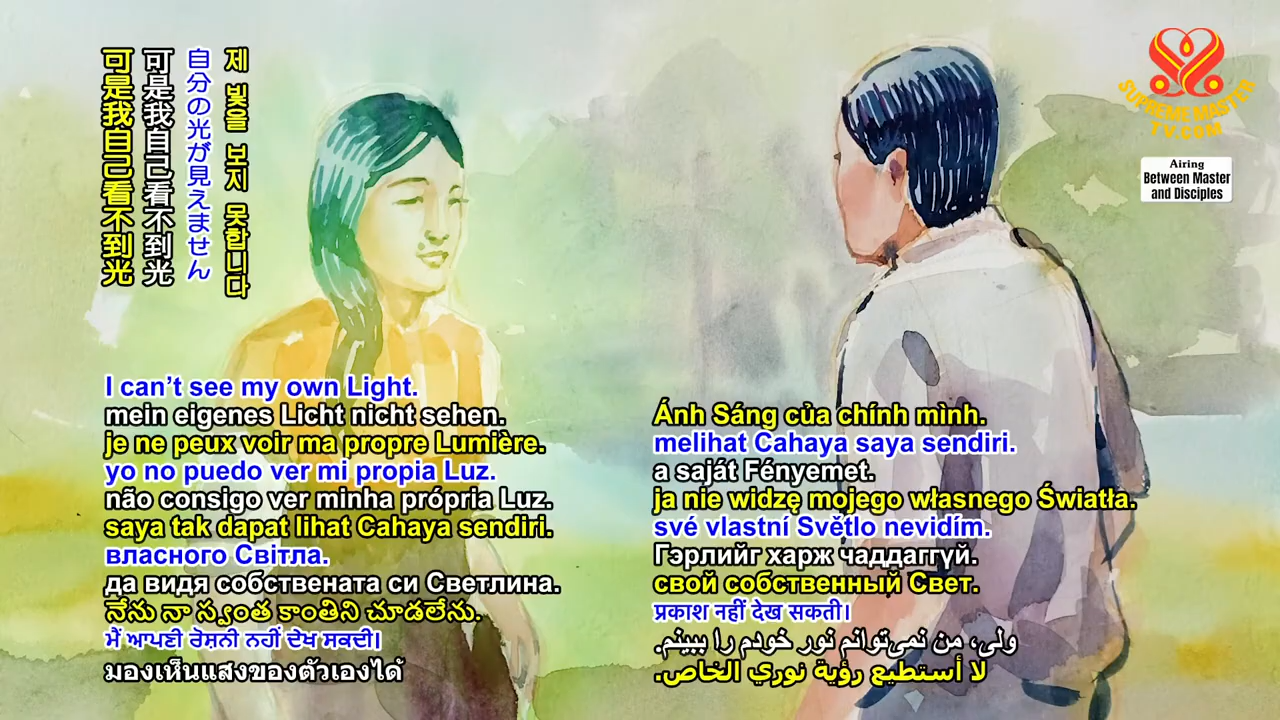 可是我自己看不到光
可是我自己看不到光
自分の光が見えません
제 빛을 보지 못합니다
SUPREME MASTER
TV.COM
Airing
Between Master
and Disciples
I can't see my own Light.
mein eigenes Licht nicht sehen.
je ne peux voir ma propre Lumière.
yo no puedo ver mi propia Luz.
não consigo ver minha própria Luz.
saya tak dapat lihat Cahaya sendiri.
власного Світла.
да видя собствената си Светлина.
నేను నా స్వంత కాంతిని చూడలేను.
ਮੈਂ ਆਪਣੀ ਰੋਸ਼ਨੀ ਨਹੀਂ ਦੇਖ ਸਕਦੀ।
มองเห็นแสงของตัวเองได้
Ánh Sáng của chính mình.
melihat Cahaya saya sendiri.
a saját Fényemet.
ja nie widzę mojego własnego Światła.
své vlastní Světlo nevidím.
Гэрлийг харж чаддаггүй.
свой собственный Свет.
प्रकाश नहीं देख सकती।
ولی، من نمی‌توانم نور خودم را ببینم.
لا أستطيع رؤية نوري الخاص.